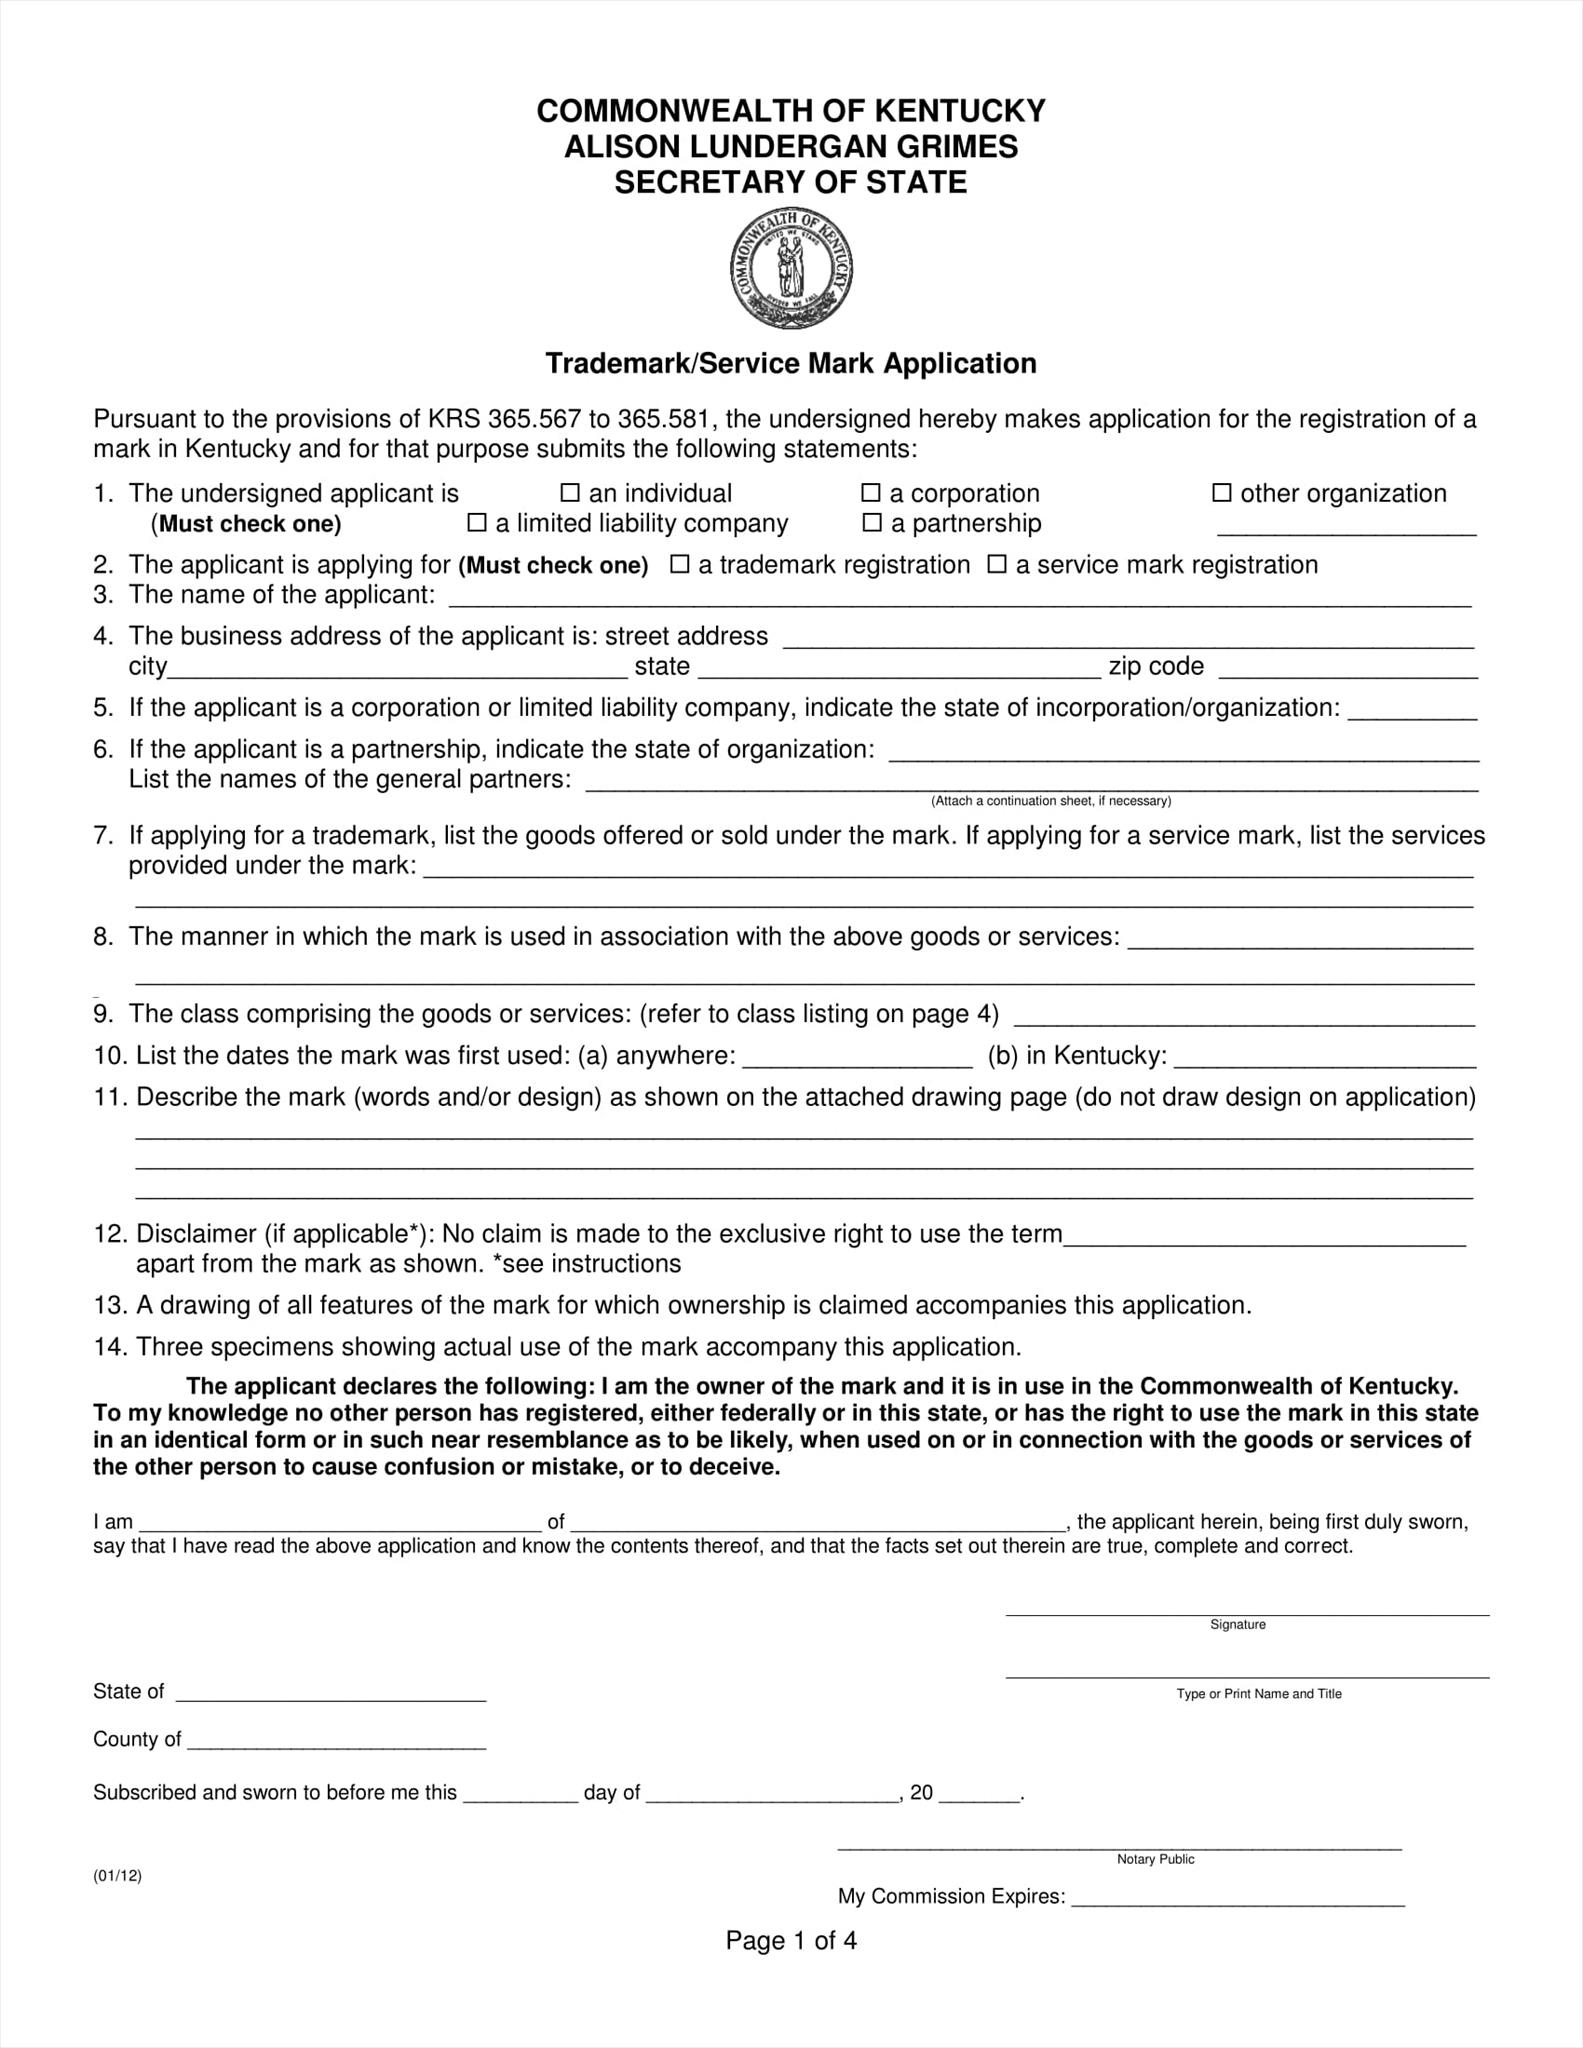 COMMONWEALTH OF KENTUCKY
ALISON LUNDERGAN GRIMES
SECRETARY OF STATE
COMMONWEALTH OF KENTUCKY
UNITED WE STAND
DIVIDED WE FALL
Trademark/Service Mark Application
Pursuant to the provisions of KRS 365.567 to 365.581, the undersigned hereby makes application for the registration of a
mark in Kentucky and for that purpose submits the following statements:
1. The undersigned applicant is ☐ an individual ☐ a corporation ☐ other organization
(Must check one) ☐ a limited liability company ☐ a partnership ____________________
2. The applicant is applying for (Must check one) ☐ a trademark registration ☐ a service mark registration
3. The name of the applicant: ____________________
4. The business address of the applicant is: street address ____________________
city____________________ state ____________________ zip code ____________________
5. If the applicant is a corporation or limited liability company, indicate the state of incorporation/organization: _________
6. If the applicant is a partnership, indicate the state of organization: ____________________
List the names of the general partners: ____________________
(Attach a continuation sheet, if necessary)
7. If applying for a trademark, list the goods offered or sold under the mark. If applying for a service mark, list the services
provided under the mark: ____________________
8. The manner in which the mark is used in association with the above goods or services: ____________________
9. The class comprising the goods or services: (refer to class listing on page 4) ____________________
10. List the dates the mark was first used: (a) anywhere: ________________ (b) in Kentucky: ____________________
11. Describe the mark (words and/or design) as shown on the attached drawing page (do not draw design on application)
12. Disclaimer (if applicable*): No claim is made to the exclusive right to use the term____________________
apart from the mark as shown. *see instructions
13. A drawing of all features of the mark for which ownership is claimed accompanies this application.
14. Three specimens showing actual use of the mark accompany this application.
The applicant declares the following: I am the owner of the mark and it is in use in the Commonwealth of Kentucky.
To my knowledge no other person has registered, either federally or in this state, or has the right to use the mark in this state
in an identical form or in such near resemblance as to be likely, when used on or in connection with the goods or services of
the other person to cause confusion or mistake, or to deceive.
I am ____________________ of ____________________, the applicant herein, being first duly sworn,
say that I have read the above application and know the contents thereof, and that the facts set out therein are true, complete and correct.
Signature
State of ____________________
Type or Print Name and Title
County of ____________________
Subscribed and sworn to before me this __________ day of ____________________, 20 _______.
Notary Public
(01/12)
My Commission Expires: ____________________
Page 1 of 4